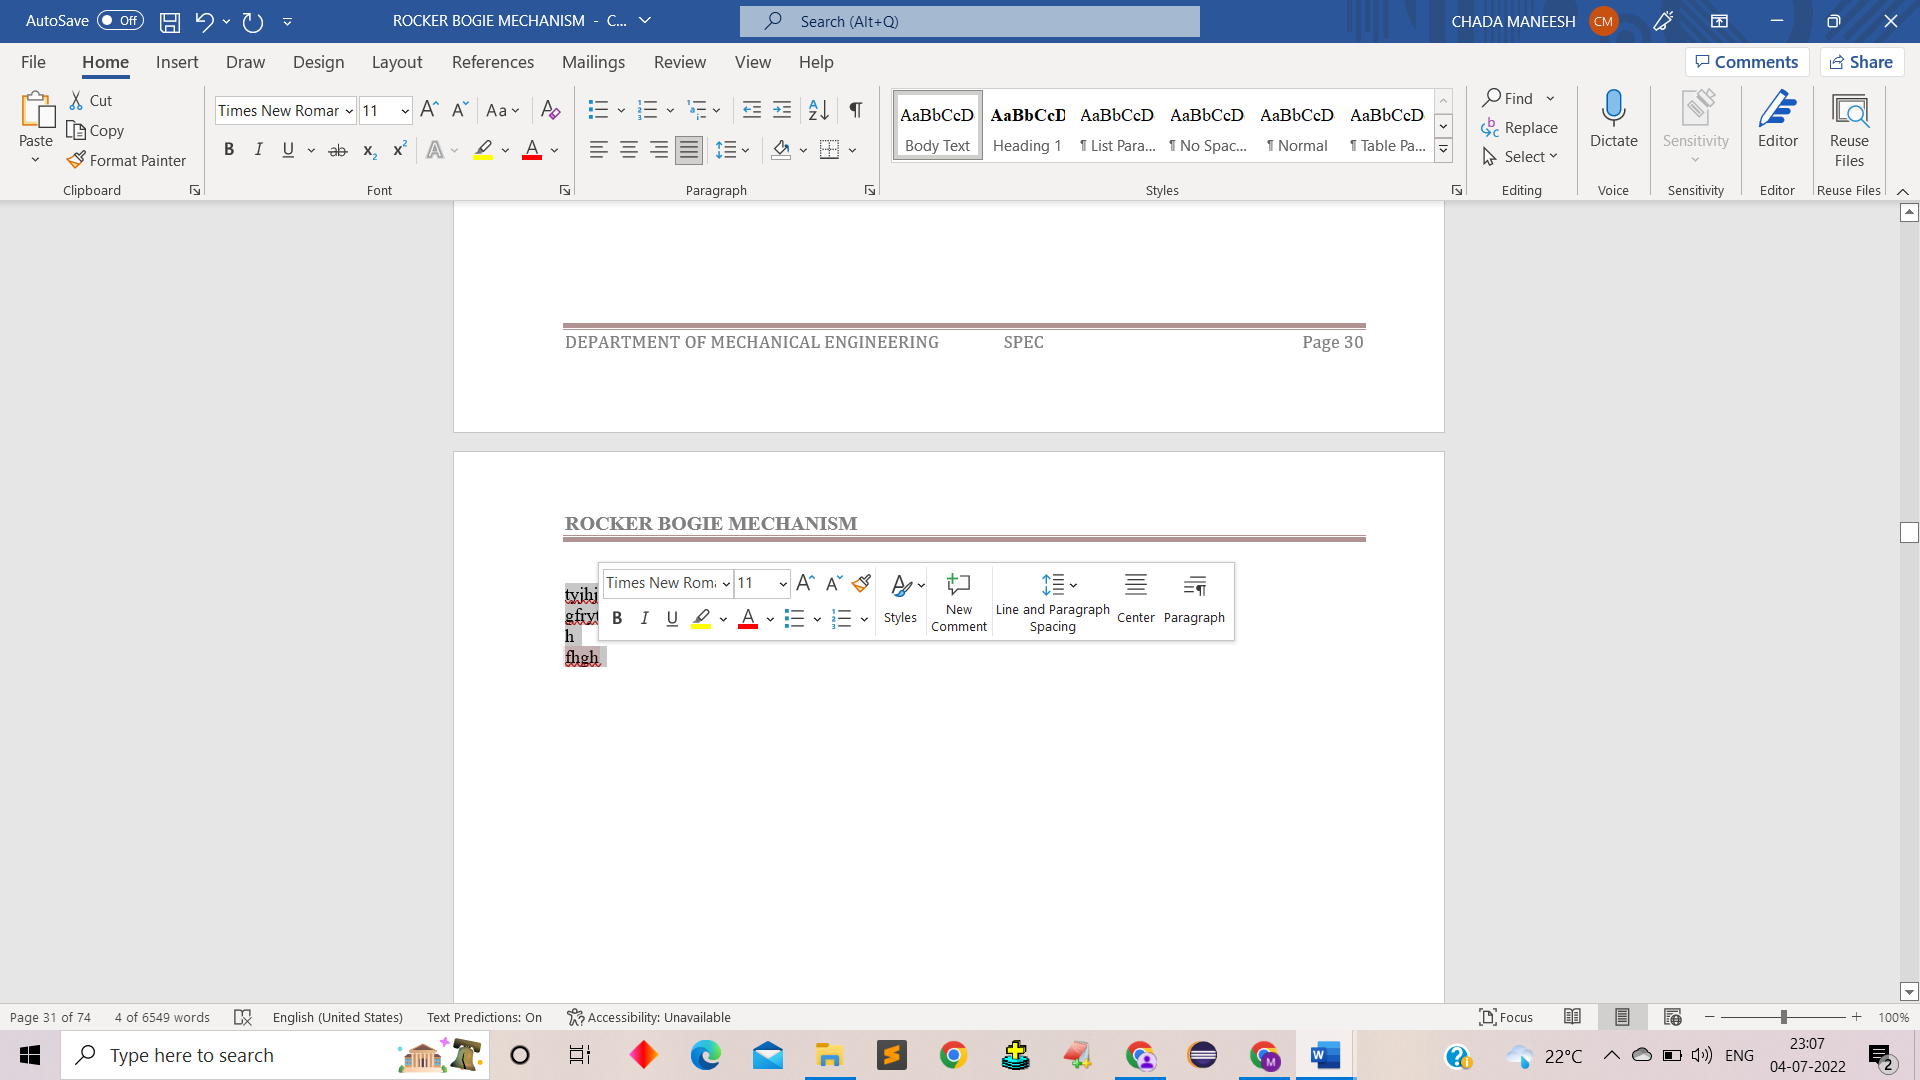 AutoSave Off ROCKER BOGIE MECHANISM - C... Search (Alt+Q) CHADA MANEESH CM
File Home Insert Draw Design Layout References Mailings Review View Help Comments Share
Paste Cut
Copy
Format Painter
Clipboard
Times New Romar 11 Aa
B I U ab x₂ x² A A
Font
Paragraph
AaBbCcD AaBbCcD AaBbCcD AaBbCcD AaBbCcD AaBbCcD
Body Text Heading 1 ¶ List Para... ¶ No Spac... ¶ Normal ¶ Table Pa...
Styles
Find
Replace
Select
Editing
Dictate
Voice
Sensitivity
Sensitivity
Editor
Editor
Reuse
Files
Reuse Files
DEPARTMENT OF MECHANICAL ENGINEERING SPEC Page 30
ROCKER BOGIE MECHANISM
Times New Roma 11
B I U A
Styles
New
Comment
Line and Paragraph
Spacing
Center
Paragraph
h
fhgh
Page 31 of 74 4 of 6549 words English (United States) Text Predictions: On Accessibility: Unavailable Focus 100%
Type here to search 22°C ENG 23:07
04-07-2022 2